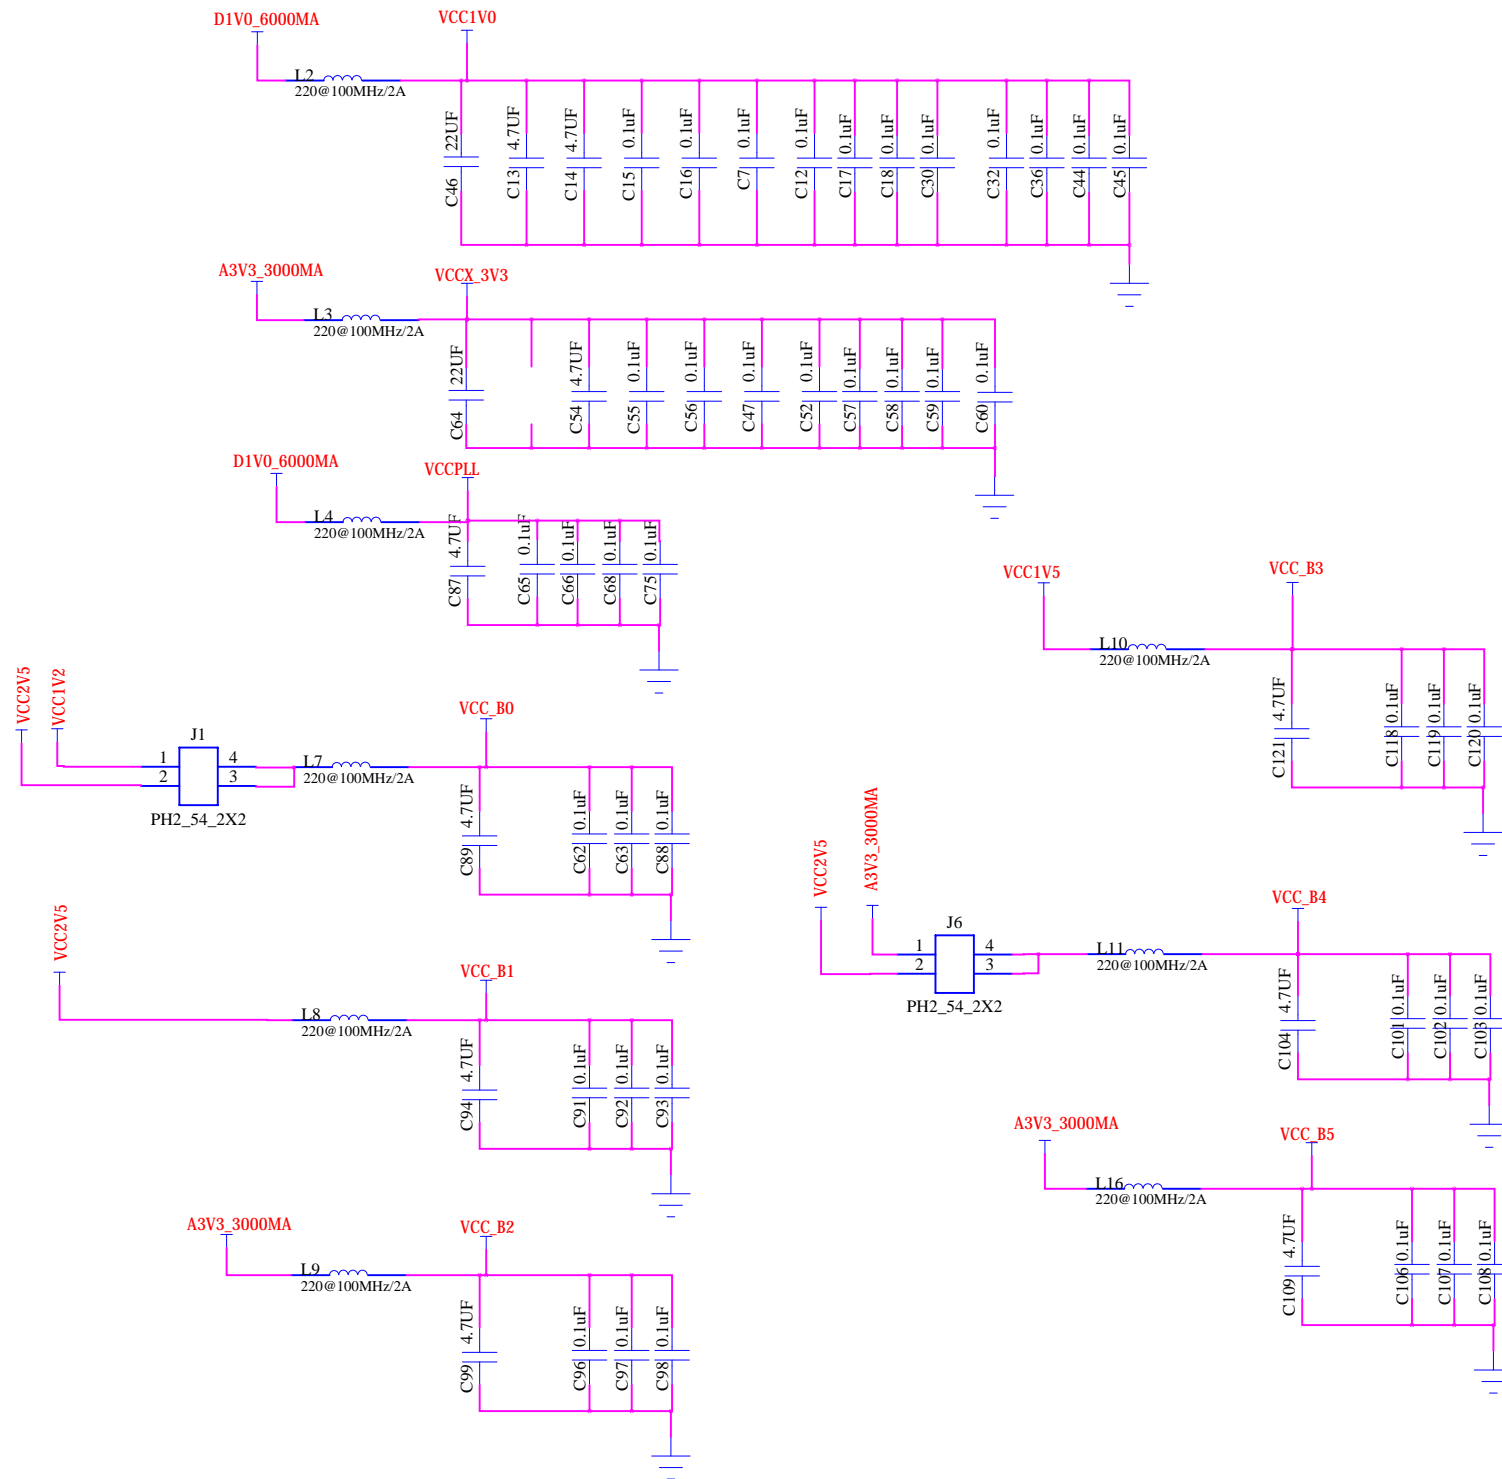 D1V0_6000MA
VCC1V0
L2
220@100MHz/2A
22UF
C46
4.7UF
C13
4.7UF
C14
0.1uF
C15
0.1uF
C16
0.1uF
C7
0.1uF
C12
0.1uF
C17
0.1uF
C18
0.1uF
C30
0.1uF
C32
0.1uF
C36
0.1uF
C44
0.1uF
C45
A3V3_3000MA
VCCX_3V3
L3
220@100MHz/2A
22UF
C64
4.7UF
C54
0.1uF
C55
0.1uF
C56
0.1uF
C47
0.1uF
C52
0.1uF
C57
0.1uF
C58
0.1uF
C59
0.1uF
C60
D1V0_6000MA
VCCPLL
L4
220@100MHz/2A
4.7UF
C87
0.1uF
C65
0.1uF
C66
0.1uF
C68
0.1uF
C75
VCC2V5
VCC1V2
J1
1
2
4
3
PH2_54_2X2
L7
220@100MHz/2A
VCC_B0
4.7UF
C89
0.1uF
C62
0.1uF
C63
0.1uF
C88
VCC2V5
L8
220@100MHz/2A
VCC_B1
4.7UF
C94
0.1uF
C91
0.1uF
C92
0.1uF
C93
A3V3_3000MA
L9
220@100MHz/2A
VCC_B2
4.7UF
C99
0.1uF
C96
0.1uF
C97
0.1uF
C98
VCC1V5
L10
220@100MHz/2A
VCC_B3
4.7UF
C121
0.1uF
C118
0.1uF
C119
0.1uF
C120
VCC2V5
A3V3_3000MA
J6
1
2
4
3
PH2_54_2X2
L11
220@100MHz/2A
VCC_B4
4.7UF
C104
0.1uF
C101
0.1uF
C102
0.1uF
C103
A3V3_3000MA
L16
220@100MHz/2A
VCC_B5
4.7UF
C109
0.1uF
C106
0.1uF
C107
0.1uF
C108